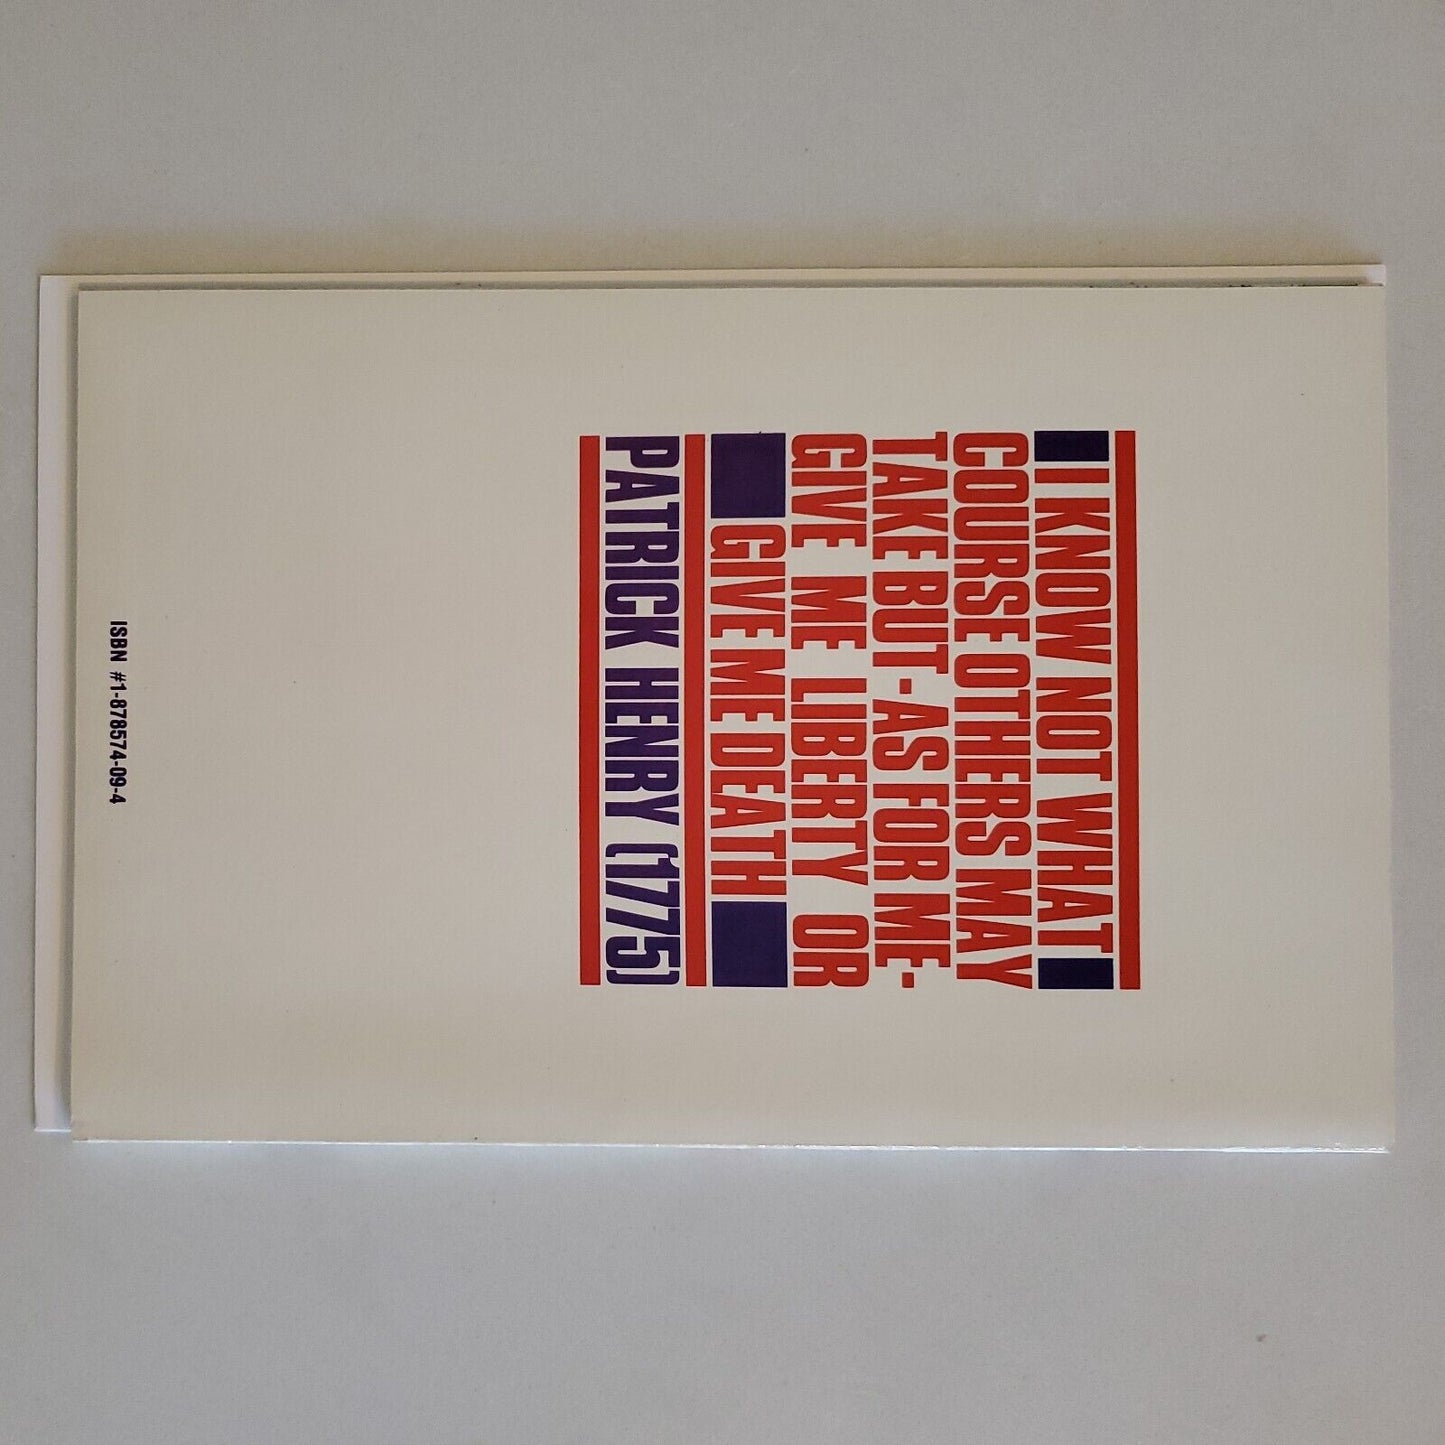 I KNOW NOT WHAT
COURSE OTHERS MAY
TAKE BUT - AS FOR ME -
GIVE ME LIBERTY OR
GIVE ME DEATH
PATRICK HENRY (1775)
ISBN #1-878574-09-4